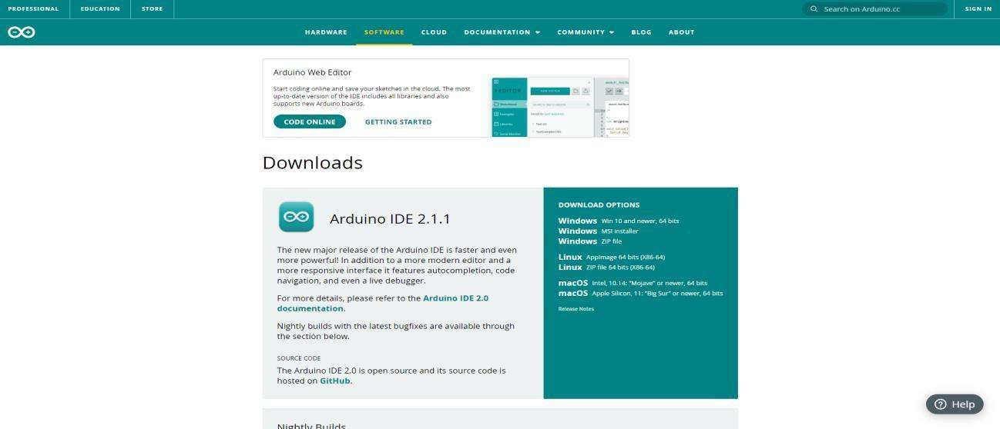 PROFESSIONAL
EDUCATION
STORE
Search on Arduino.cc
SIGN IN
HARDWARE
SOFTWARE
CLOUD
DOCUMENTATION
COMMUNITY
BLOG
ABOUT
Arduino Web Editor
Start coding online and save your sketches in the cloud. The most
up-to-date version of the IDE includes all libraries and also
supports new Arduino boards.
CODE ONLINE
GETTING STARTED
Downloads
Arduino IDE 2.1.1
The new major release of the Arduino IDE is faster and even
more powerful! In addition to a more modern editor and a
more responsive interface it features autocompletion, code
navigation, and even a live debugger.
For more details, please refer to the Arduino IDE 2.0
documentation.
Nightly builds with the latest bugfixes are available through
the section below.
SOURCE CODE
The Arduino IDE 2.0 is open source and its source code is
hosted on GitHub.
DOWNLOAD OPTIONS
Windows Win 10 and newer, 64 bits
Windows MSI installer
Windows ZIP file
Linux AppImage 64 bits (X86-64)
Linux ZIP file 64 bits (X86-64)
macOS Intel, 10.14: "Mojave" or newer, 64 bits
macOS Apple Silicon, 11: "Big Sur" or newer, 64 bits
Release Notes
Help
Nightly Builds